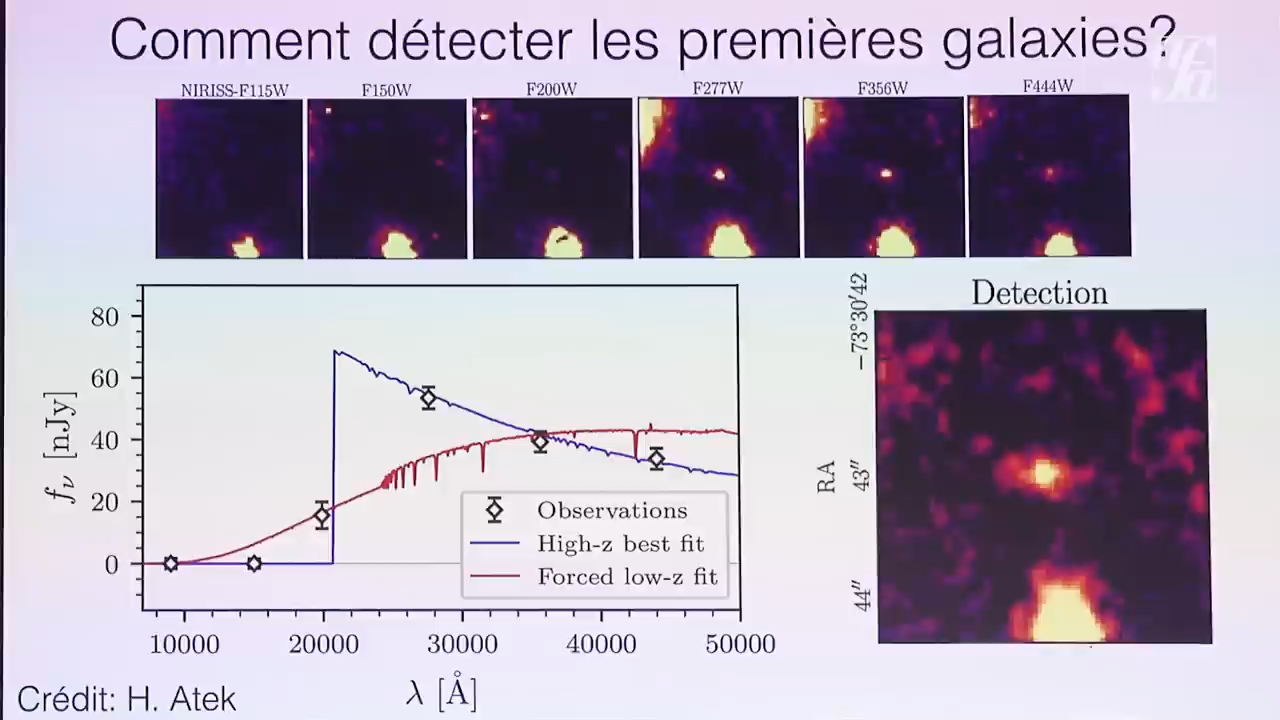 Comment détecter les premières galaxies?
NIRISS-F115W
F150W
F200W
F277W
F356W
F444W
80
60
40
20
0
fν [nJy]
Observations
High-z best fit
Forced low-z fit
10000
20000
30000
40000
50000
λ [Å]
Detection
−73°30′42
43″
44″
RA
Crédit: H. Atek